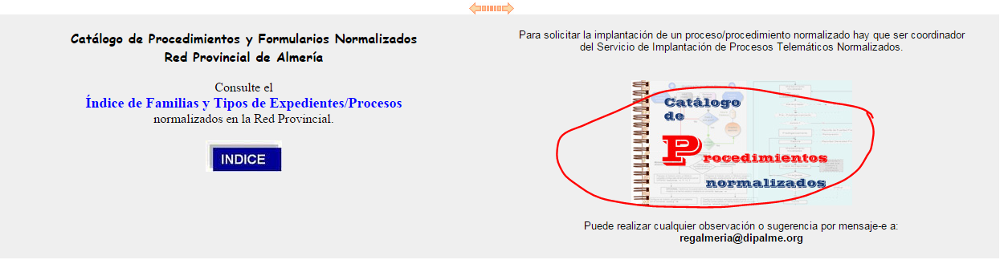 Catálogo de Procedimientos y Formularios Normalizados
Red Provincial de Almería
Consulte el
Índice de Familias y Tipos de Expedientes/Procesos
normalizados en la Red Provincial.
INDICE
Para solicitar la implantación de un proceso/procedimiento normalizado hay que ser coordinador
del Servicio de Implantación de Procesos Telemáticos Normalizados.
Catálogo
de
Procedimientos
normalizados
Puede realizar cualquier observación o sugerencia por mensaje-e a:
regalmeria@dipalme.org